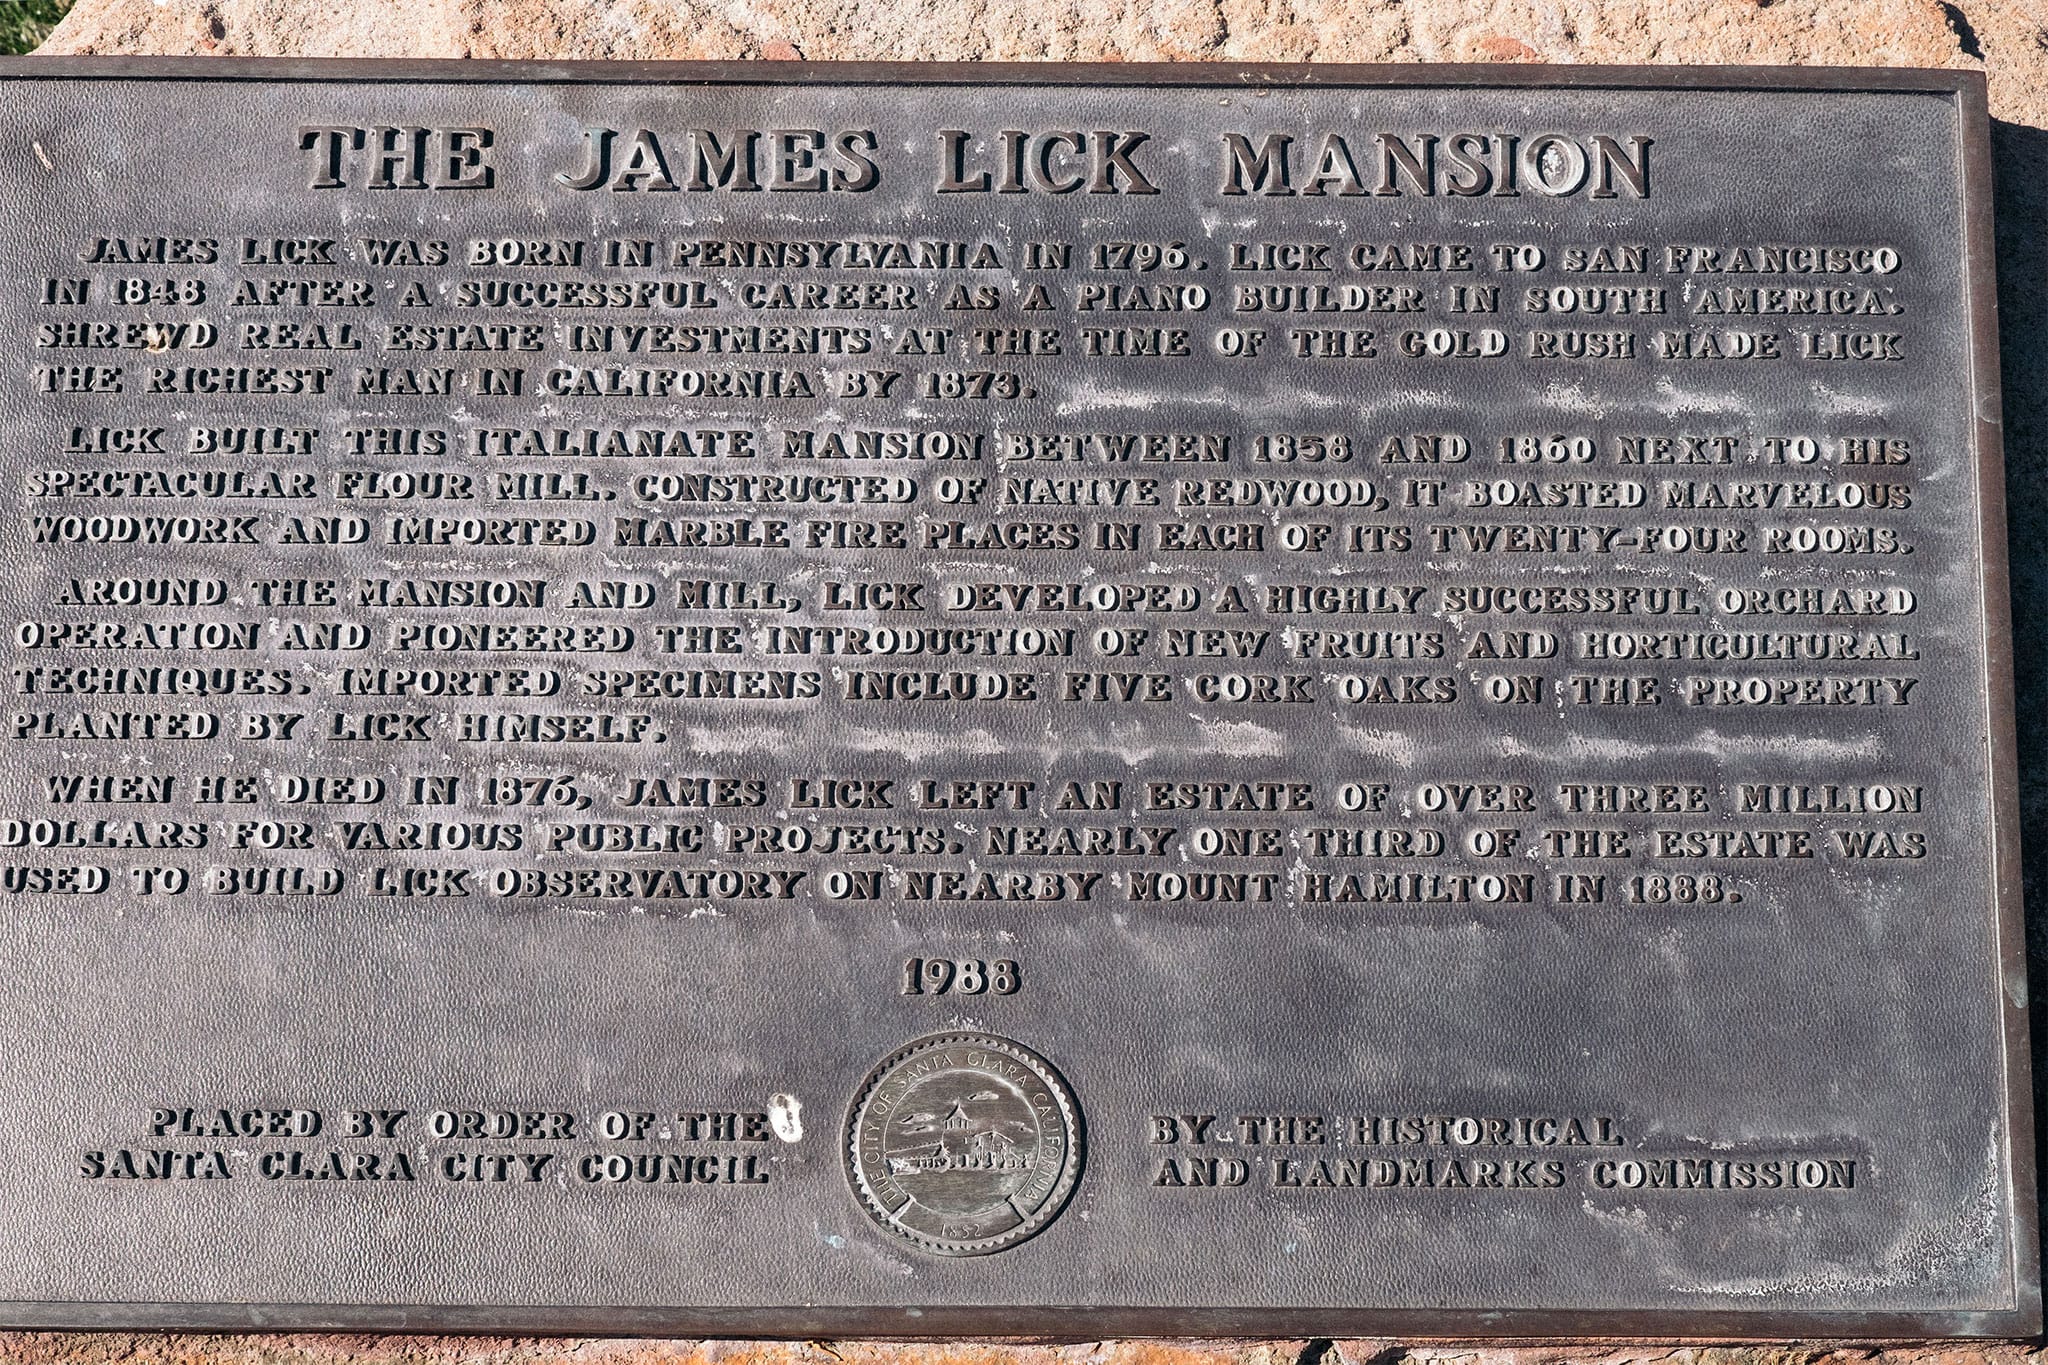 THE JAMES LICK MANSION
JAMES LICK WAS BORN IN PENNSYLVANIA IN 1796. LICK CAME TO SAN FRANCISCO
IN 1848 AFTER A SUCCESSFUL CAREER AS A PIANO BUILDER IN SOUTH AMERICA.
SHREWD REAL ESTATE INVESTMENTS AT THE TIME OF THE GOLD RUSH MADE LICK
THE RICHEST MAN IN CALIFORNIA BY 1873.
LICK BUILT THIS ITALIANATE MANSION BETWEEN 1858 AND 1860 NEXT TO HIS
SPECTACULAR FLOUR MILL. CONSTRUCTED OF NATIVE REDWOOD, IT BOASTED MARVELOUS
WOODWORK AND IMPORTED MARBLE FIRE PLACES IN EACH OF ITS TWENTY-FOUR ROOMS.
AROUND THE MANSION AND MILL, LICK DEVELOPED A HIGHLY SUCCESSFUL ORCHARD
OPERATION AND PIONEERED THE INTRODUCTION OF NEW FRUITS AND HORTICULTURAL
TECHNIQUES. IMPORTED SPECIMENS INCLUDE FIVE CORK OAKS ON THE PROPERTY
PLANTED BY LICK HIMSELF.
WHEN HE DIED IN 1876, JAMES LICK LEFT AN ESTATE OF OVER THREE MILLION
DOLLARS FOR VARIOUS PUBLIC PROJECTS. NEARLY ONE THIRD OF THE ESTATE WAS
USED TO BUILD LICK OBSERVATORY ON NEARBY MOUNT HAMILTON IN 1888.
1988
PLACED BY ORDER OF THE
SANTA CLARA CITY COUNCIL
THE CITY OF SANTA CLARA CALIFORNIA
1852
BY THE HISTORICAL
AND LANDMARKS COMMISSION